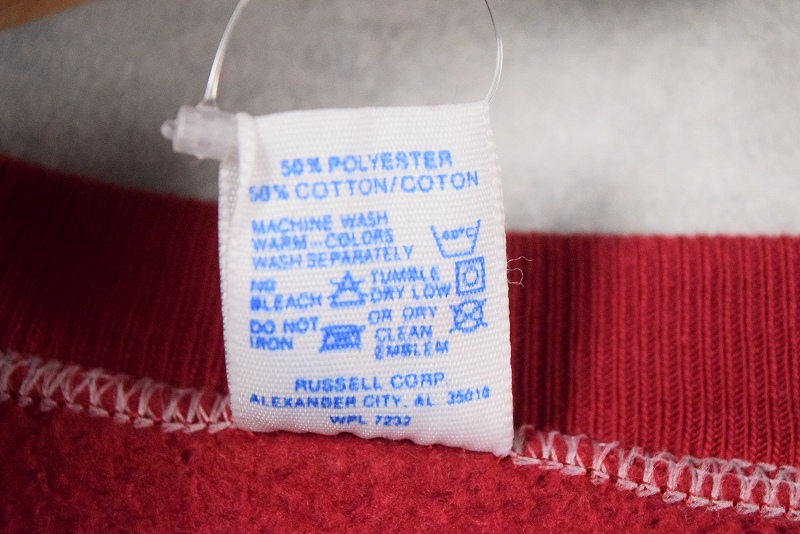 50% POLYESTER
50% COTTON/COTON
MACHINE WASH
WARM-COLORS
WASH SEPARATELY
40°C
NO
BLEACH
TUMBLE
DRY LOW
DO NOT
IRON
OR DRY
CLEAN
EMBLEM
RUSSELL CORP.
ALEXANDER CITY, AL 35010
WPL 7232